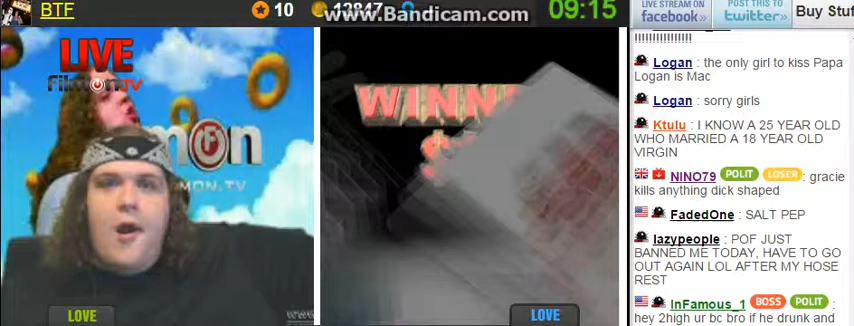 BTF
10
www.Bandicam.com
09:15
LIVE STREAM ON
facebook»
POST THIS TO
twitter»
Buy Stuf
LIVE
FilmOn TV
mon
MON.TV
WINN
LOVE
www
LOVE
!!!!!!!!!!!!!!!!!!
Logan : the only girl to kiss Papa
Logan is Mac
Logan : sorry girls
Ktulu : I KNOW A 25 YEAR OLD
WHO MARRIED A 18 YEAR OLD
VIRGIN
NINO79 POLIT LOSER : gracie
kills anything dick shaped
FadedOne : SALT PEP
lazypeople : POF JUST
BANNED ME TODAY, HAVE TO GO
OUT AGAIN LOL AFTER MY HOSE
REST
InFamous_1 BOSS POLIT :
hey 2high ur bc bro if he drunk and